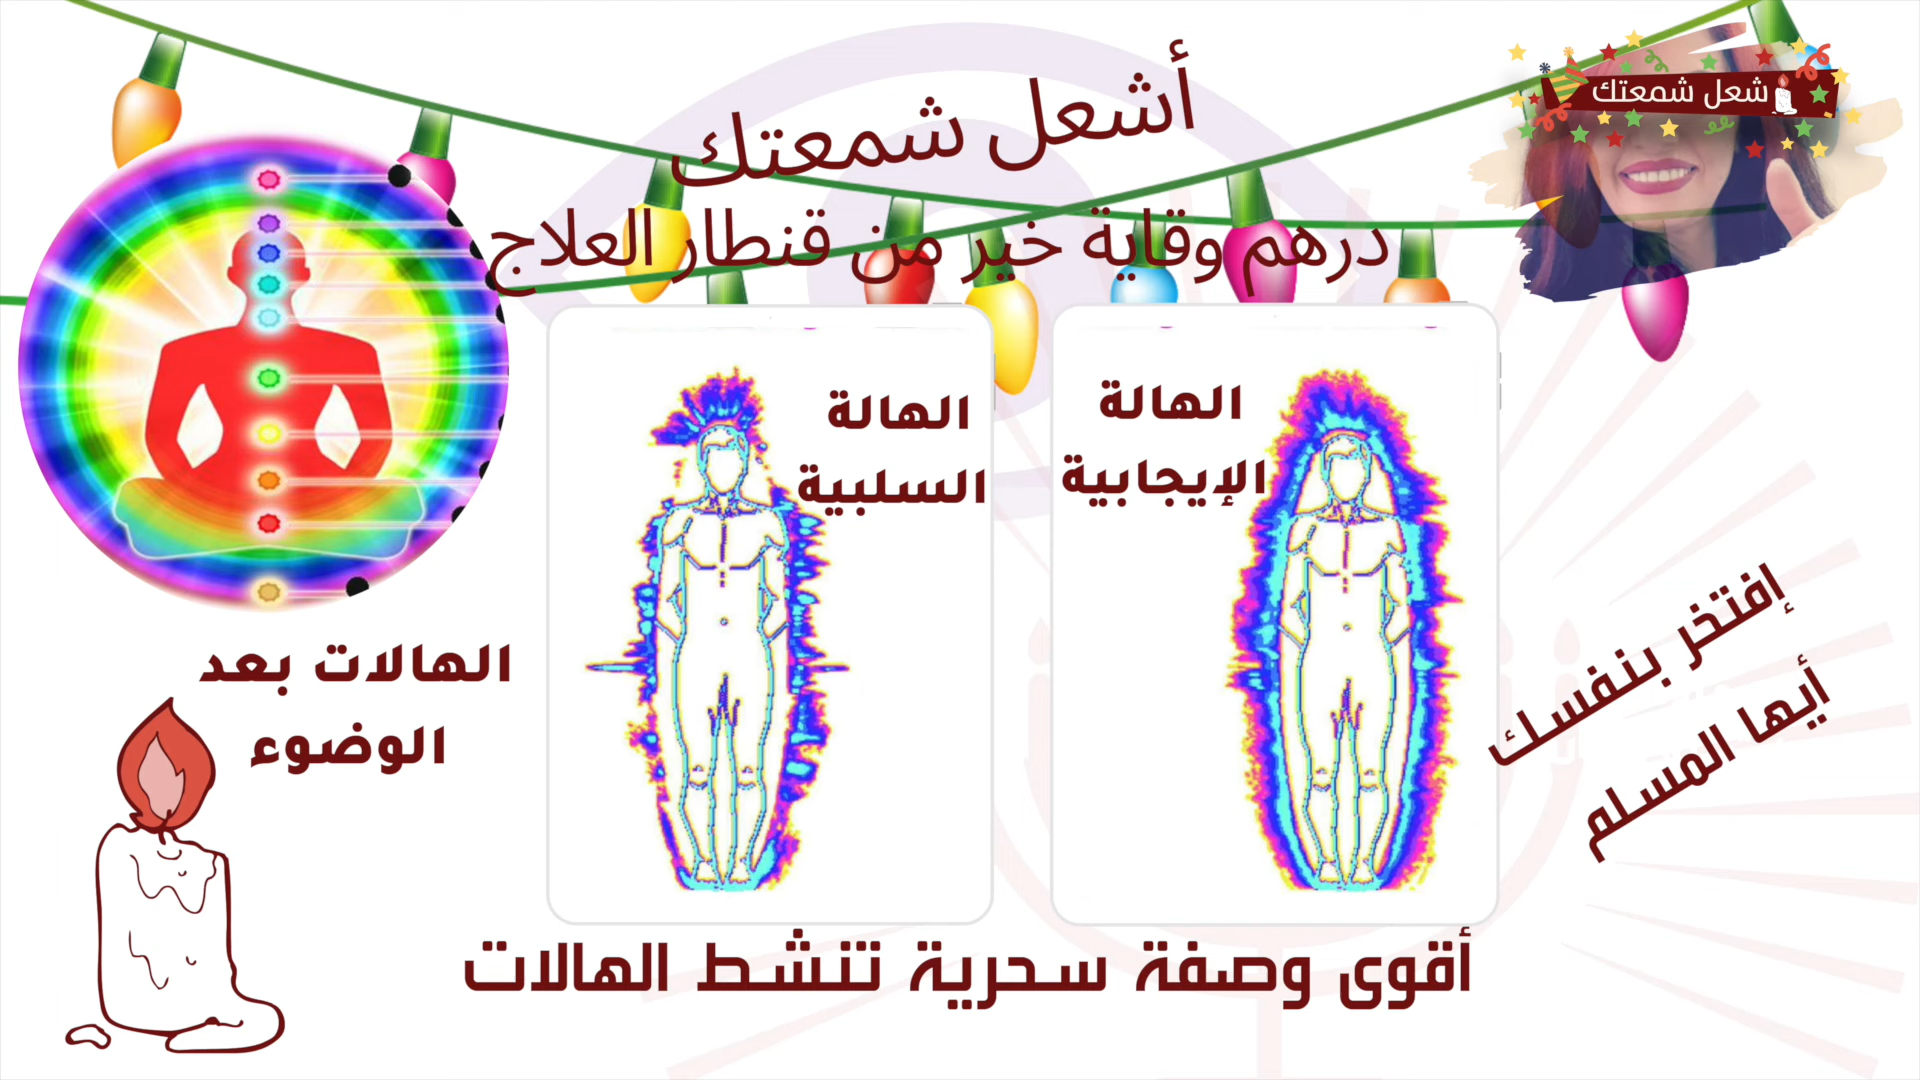 أشعل شمعتك
شعل شمعتك
درهم وقاية خير من قنطار العلاج
الهالة
الإيجابية
الهالة
السلبية
إفتخر بنفسك
أيها المسلم
الهالات بعد
الوضوء
أقوى وصفة سحرية تنشط الهالات